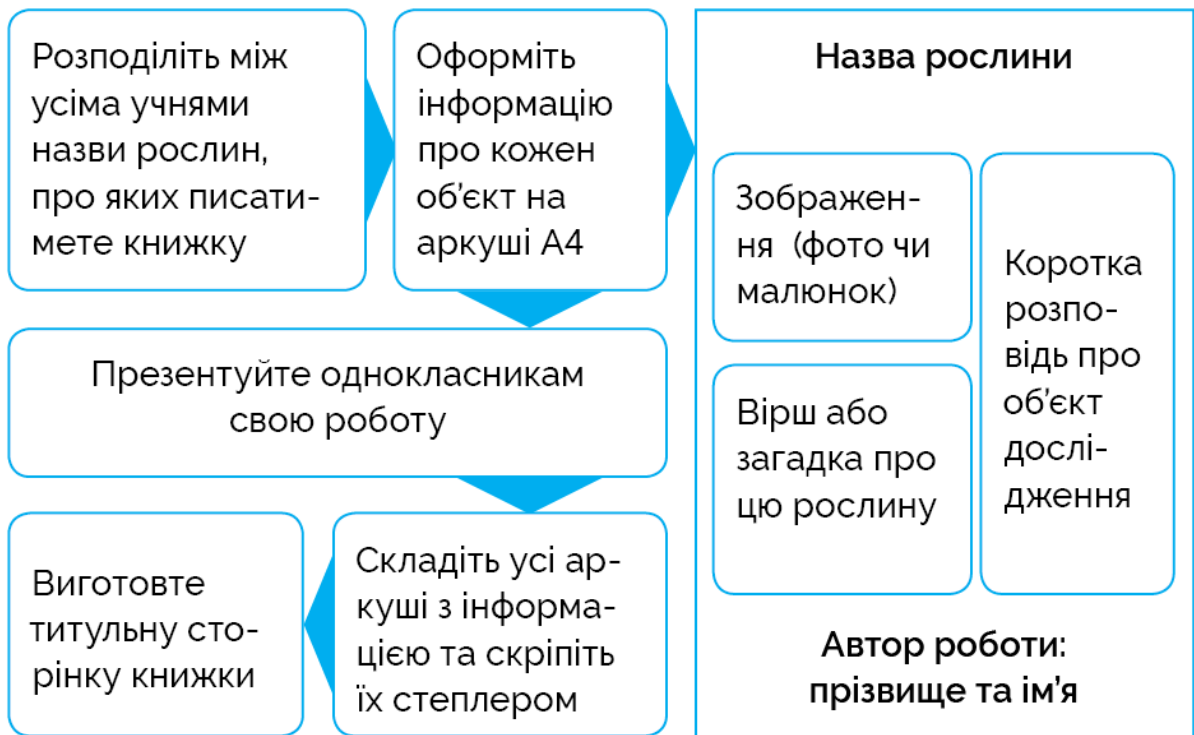 Розподіліть між
усіма учнями
назви рослин,
про яких писати-
мете книжку
Оформіть
інформацію
про кожен
об’єкт на
аркуші А4
Назва рослини
Зображен-
ня (фото чи
малюнок)
Вірш або
загадка про
цю рослину
Коротка
розпо-
відь про
об’єкт
дослі-
дження
Автор роботи:
прізвище та ім’я
Презентуйте однокласникам
свою роботу
Складіть усі ар-
куші з інформа-
цією та скріпіть
їх степлером
Виготовте
титульну сто-
рінку книжки